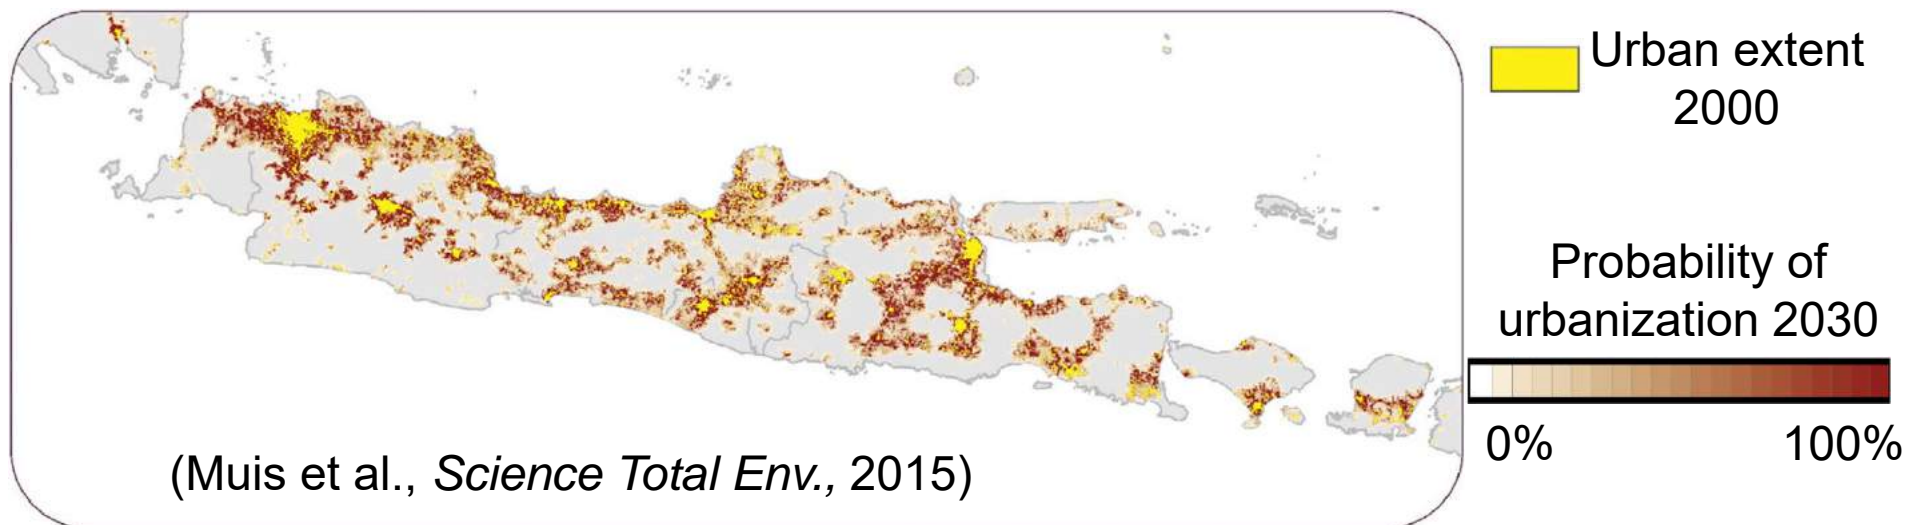 Urban extent
2000
Probability of
urbanization 2030
0% 100%
(Muis et al., Science Total Env., 2015)